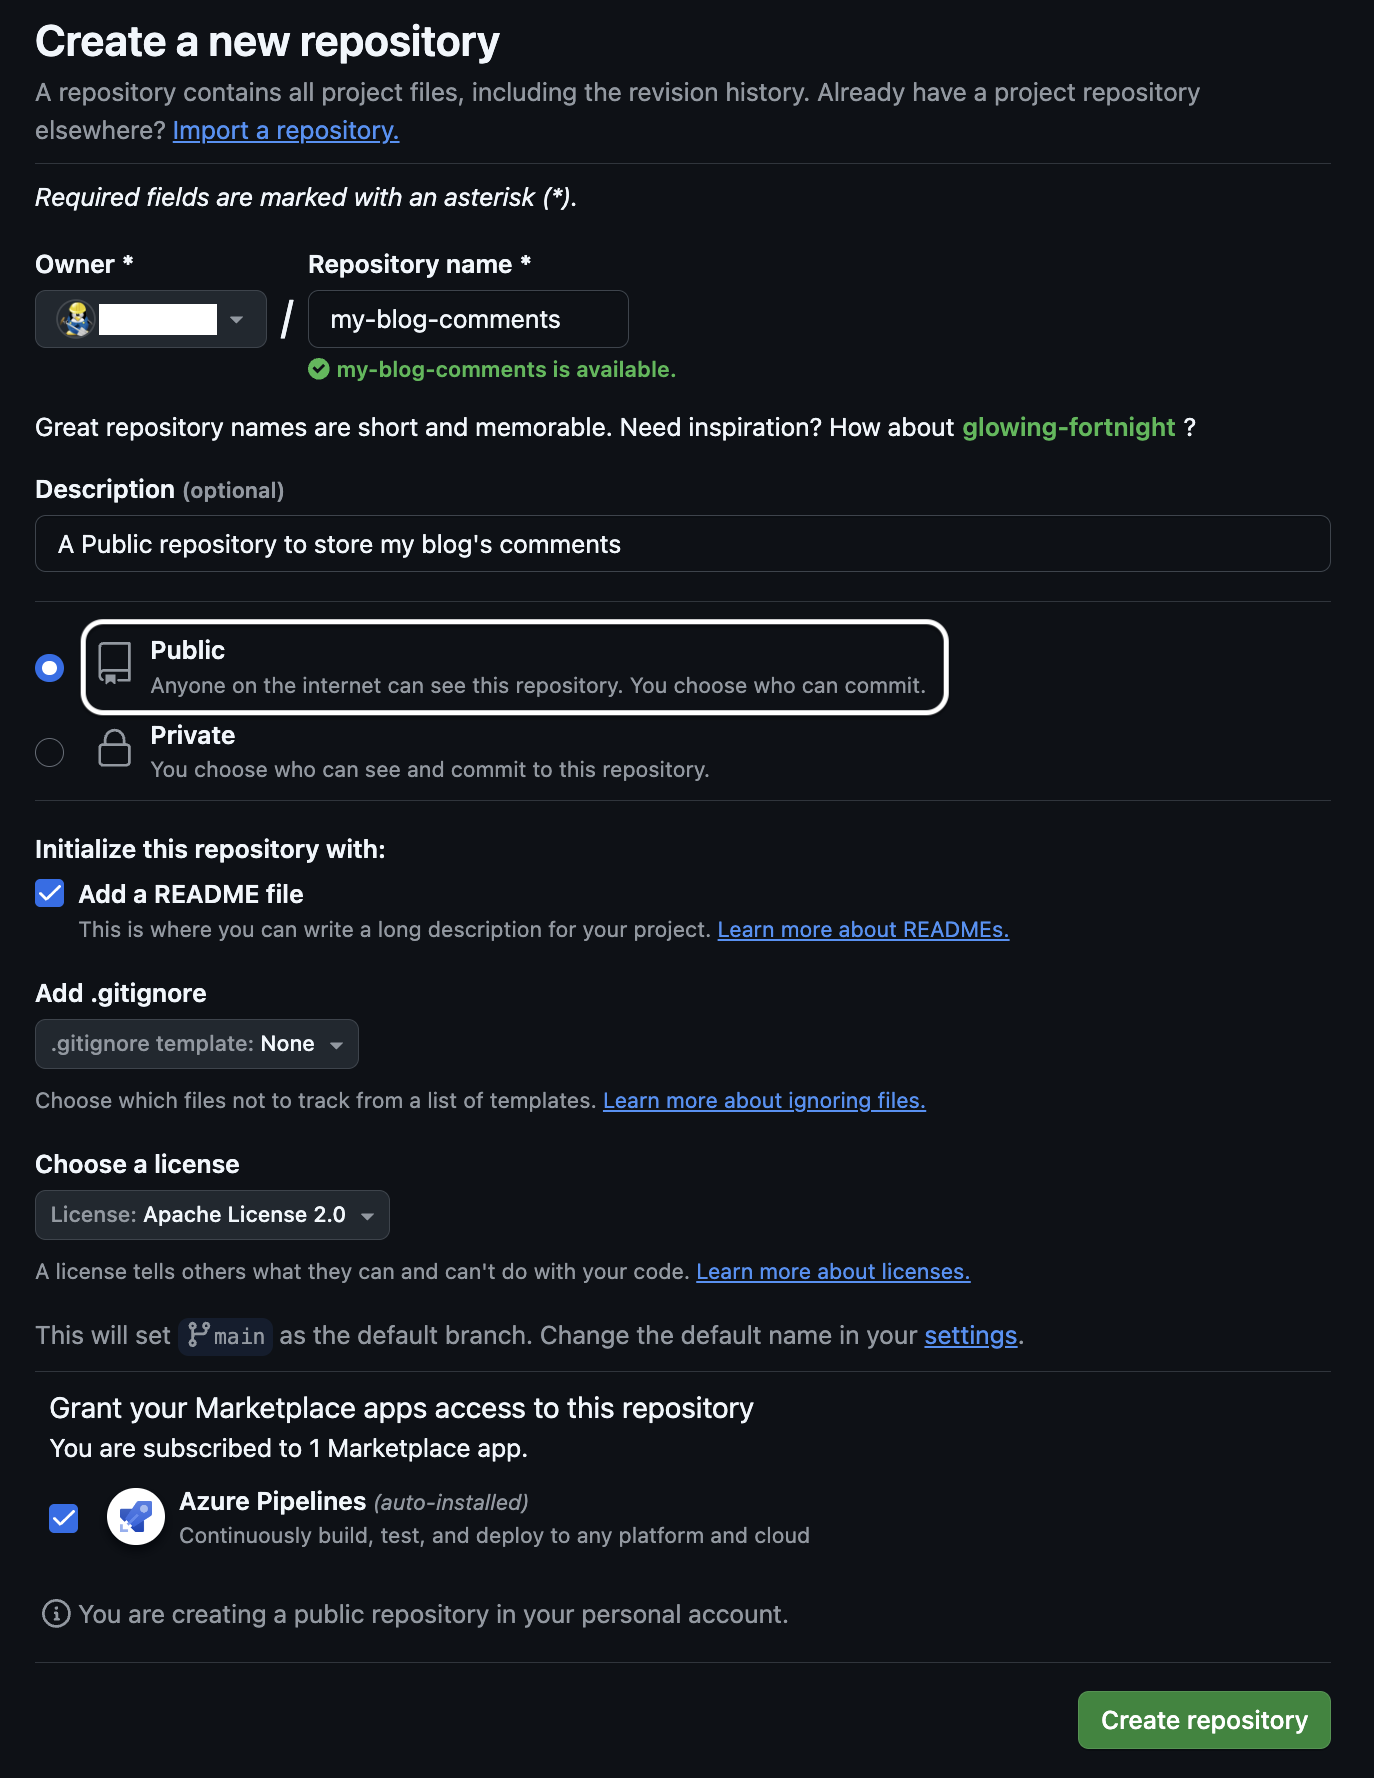 Create a new repository
A repository contains all project files, including the revision history. Already have a project repository
elsewhere? Import a repository.
Required fields are marked with an asterisk (*).
Owner * Repository name *
/ my-blog-comments
my-blog-comments is available.
Great repository names are short and memorable. Need inspiration? How about glowing-fortnight ?
Description (optional)
A Public repository to store my blog's comments
Public
Anyone on the internet can see this repository. You choose who can commit.
Private
You choose who can see and commit to this repository.
Initialize this repository with:
Add a README file
This is where you can write a long description for your project. Learn more about READMEs.
Add .gitignore
.gitignore template: None
Choose which files not to track from a list of templates. Learn more about ignoring files.
Choose a license
License: Apache License 2.0
A license tells others what they can and can't do with your code. Learn more about licenses.
This will set main as the default branch. Change the default name in your settings.
Grant your Marketplace apps access to this repository
You are subscribed to 1 Marketplace app.
Azure Pipelines (auto-installed)
Continuously build, test, and deploy to any platform and cloud
You are creating a public repository in your personal account.
Create repository